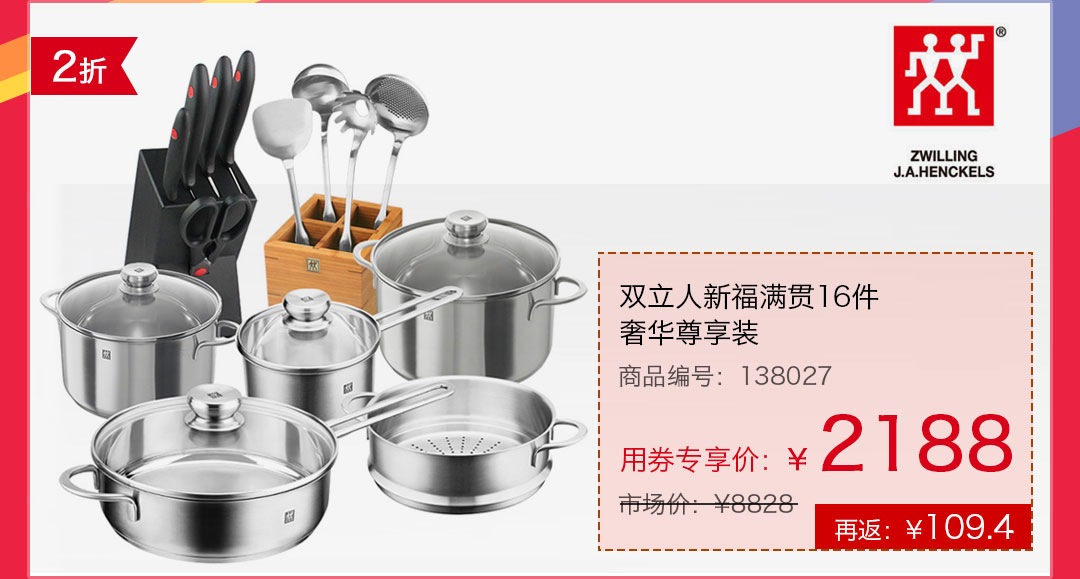 2折
®
ZWILLING
J.A.HENCKELS
双立人新福满贯16件
奢华尊享装
商品编号：138027
用券专享价：￥2188
市场价：￥8828
再返：￥109.4